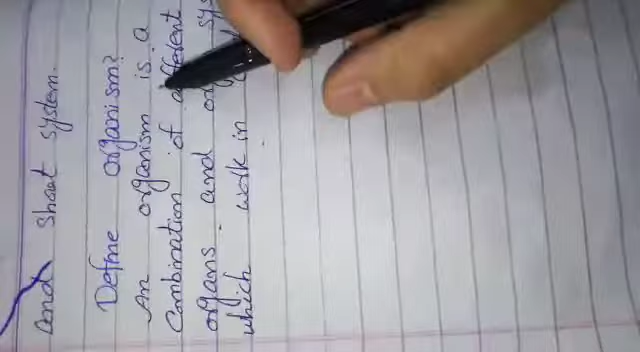 and shoot system.
Define organism?
An organism is a
Combination of different
organs and
which work in